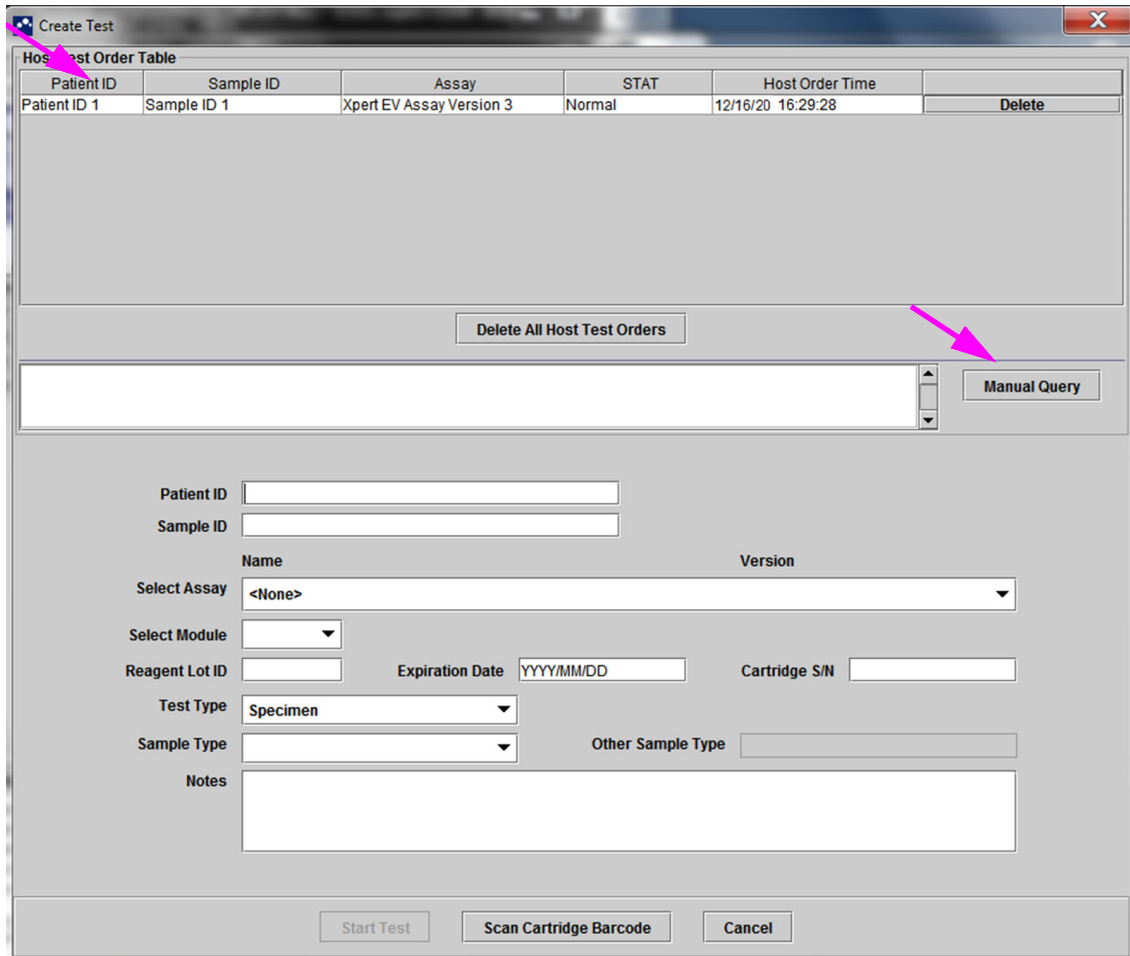 Create Test
Host Test Order Table
Patient ID Sample ID Assay STAT Host Order Time
Patient ID 1 Sample ID 1 Xpert EV Assay Version 3 Normal 12/16/20 16:29:28 Delete
Delete All Host Test Orders
Manual Query
Patient ID
Sample ID
Name Version
Select Assay <None>
Select Module
Reagent Lot ID Expiration Date YYYY/MM/DD Cartridge S/N
Test Type Specimen
Sample Type Other Sample Type
Notes
Start Test Scan Cartridge Barcode Cancel